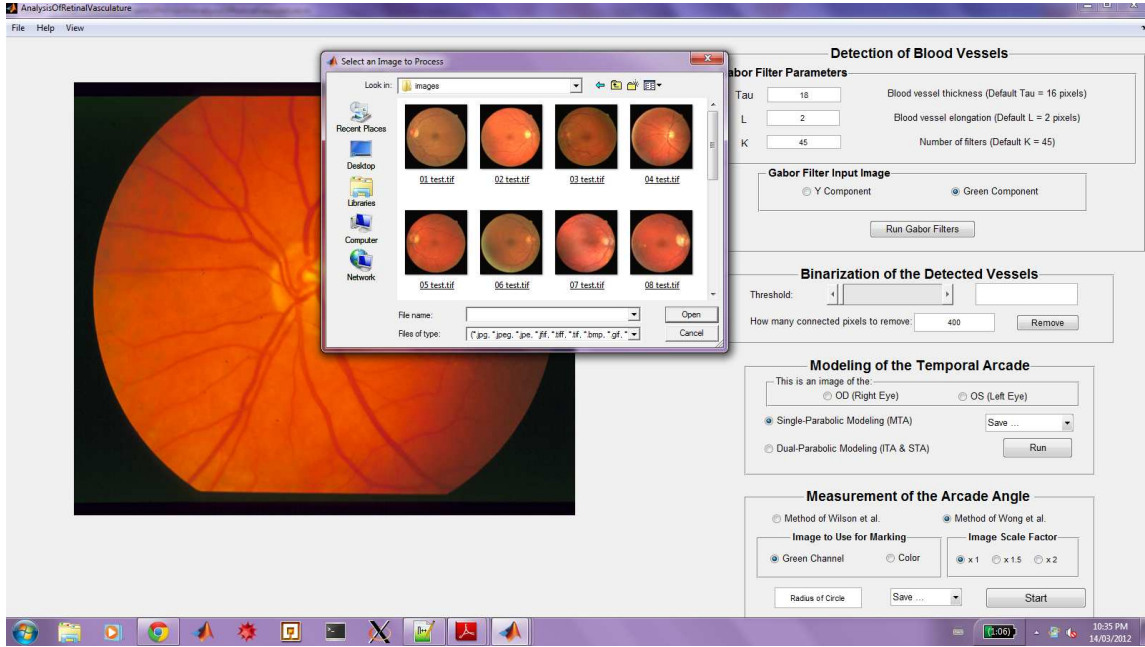 AnalysisOfRetinalVasculature
File Help View
Select an Image to Process
Look in: images
Recent Places
Desktop
Libraries
Computer
Network
01 test.tif 02 test.tif 03 test.tif 04 test.tif
05 test.tif 06 test.tif 07 test.tif 08 test.tif
File name: Open
Files of type: (*.jpg, *.jpeg, *.jpe, *.jfif, *.tiff, *.tif, *.bmp, *.gif, * Cancel
Detection of Blood Vessels
abor Filter Parameters
Tau 18 Blood vessel thickness (Default Tau = 16 pixels)
L 2 Blood vessel elongation (Default L = 2 pixels)
K 45 Number of filters (Default K = 45)
Gabor Filter Input Image
Y Component Green Component
Run Gabor Filters
Binarization of the Detected Vessels
Threshold:
How many connected pixels to remove: 400 Remove
Modeling of the Temporal Arcade
This is an image of the:
OD (Right Eye) OS (Left Eye)
Single-Parabolic Modeling (MTA) Save ...
Dual-Parabolic Modeling (ITA & STA) Run
Measurement of the Arcade Angle
Method of Wilson et al. Method of Wong et al.
Image to Use for Marking Image Scale Factor
Green Channel Color x 1 x 1.5 x 2
Radius of Circle Save ... Start
(1:06) 10:35 PM
14/03/2012